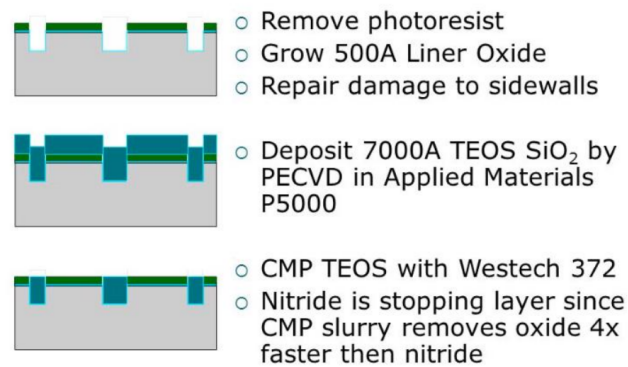 Remove photoresist
Grow 500A Liner Oxide
Repair damage to sidewalls
Deposit 7000A TEOS SiO₂ by
PECVD in Applied Materials
P5000
CMP TEOS with Westech 372
Nitride is stopping layer since
CMP slurry removes oxide 4x
faster then nitride